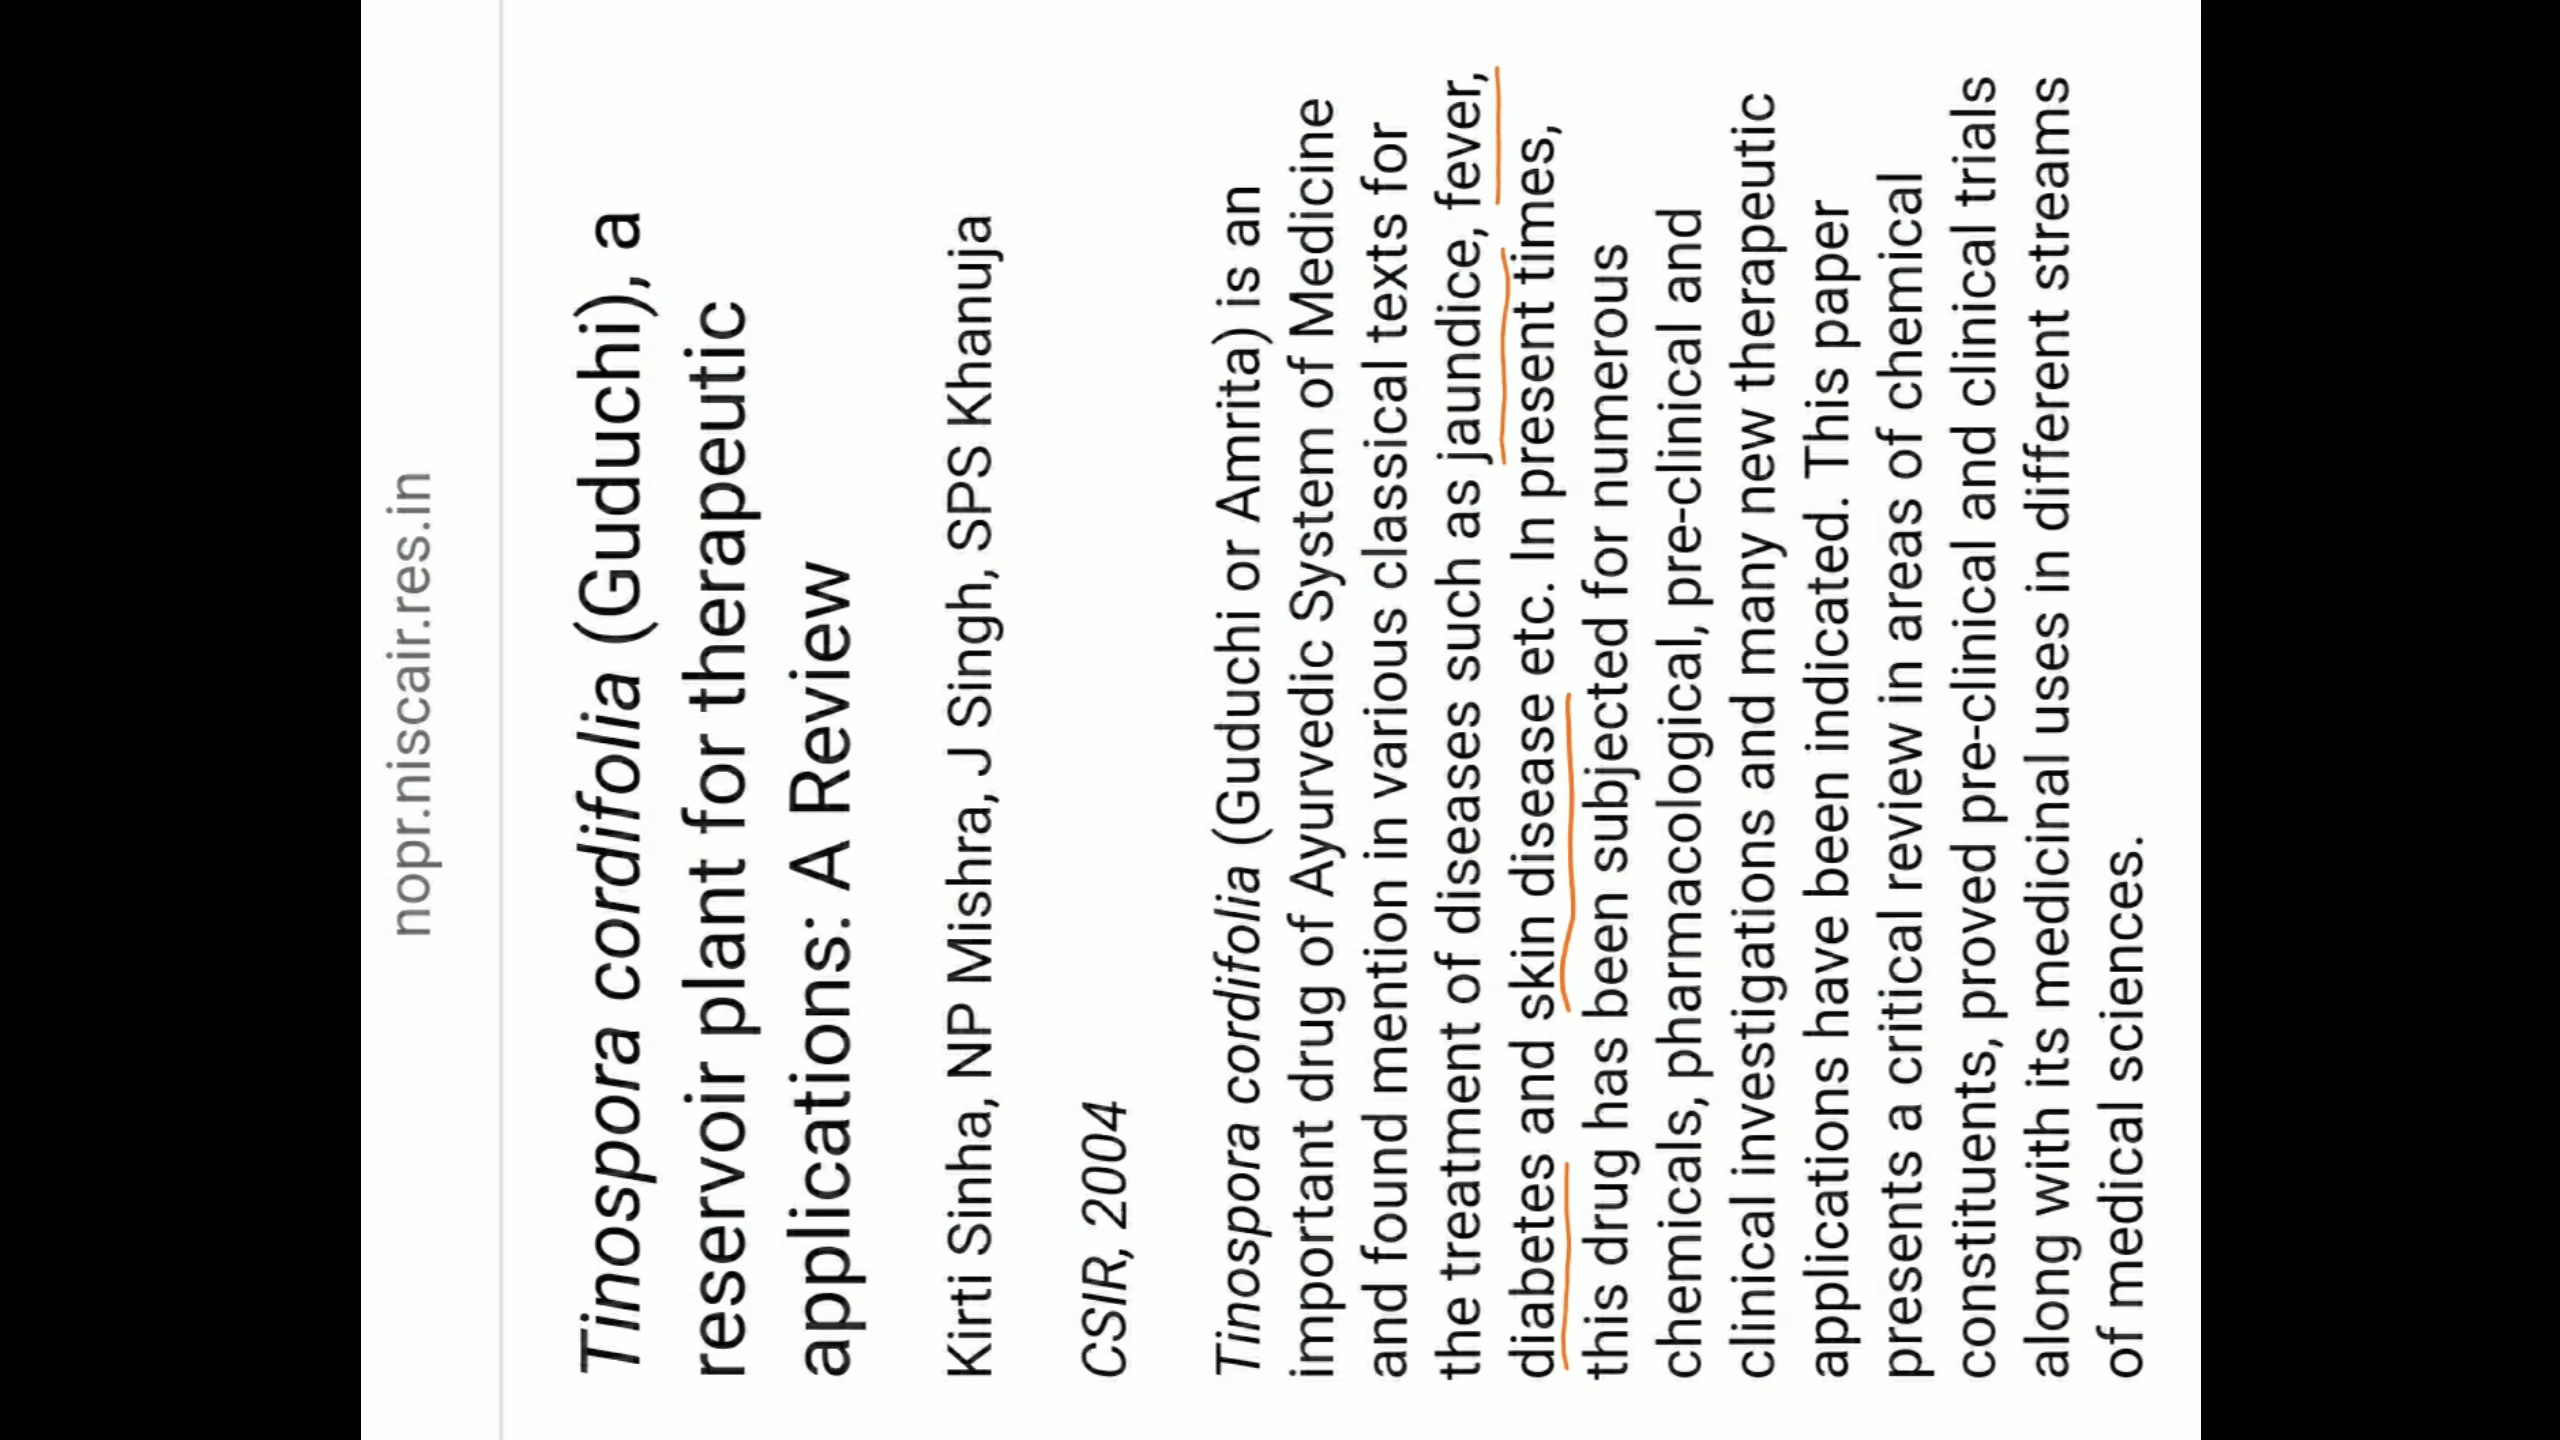 nopr.niscair.res.in
Tinospora cordifolia (Guduchi), a
reservoir plant for therapeutic
applications: A Review
Kirti Sinha, NP Mishra, J Singh, SPS Khanuja
CSIR, 2004
Tinospora cordifolia (Guduchi or Amrita) is an
important drug of Ayurvedic System of Medicine
and found mention in various classical texts for
the treatment of diseases such as jaundice, fever,
diabetes and skin disease etc. In present times,
this drug has been subjected for numerous
chemicals, pharmacological, pre-clinical and
clinical investigations and many new therapeutic
applications have been indicated. This paper
presents a critical review in areas of chemical
constituents, proved pre-clinical and clinical trials
along with its medicinal uses in different streams
of medical sciences.